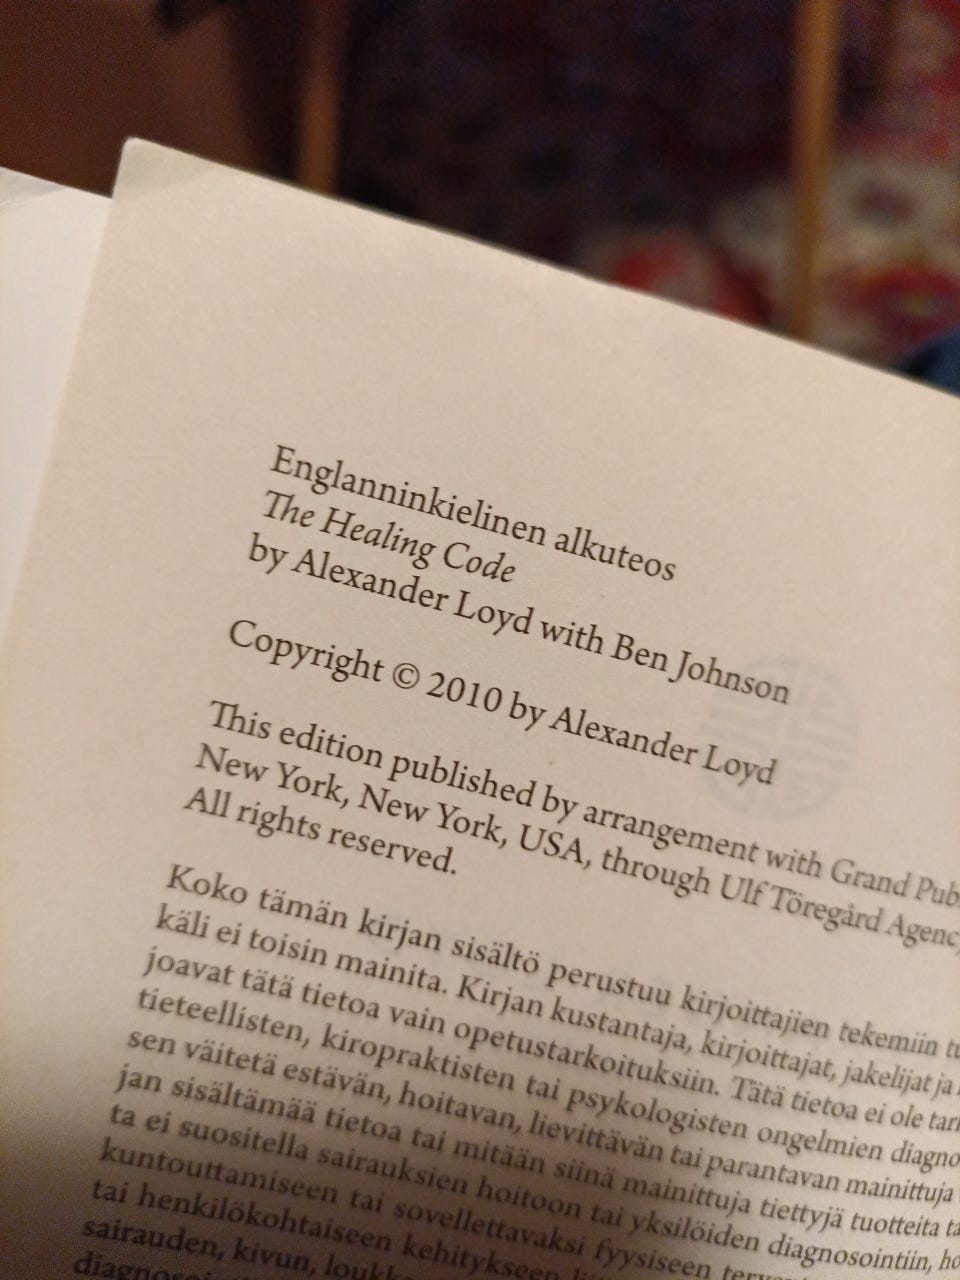 Englanninkielinen alkuteos
The Healing Code
by Alexander Loyd with Ben Johnson
Copyright © 2010 by Alexander Loyd
This edition published by arrangement with Grand
New York, New York, USA, through Ulf Töregård
All rights reserved.
Koko tämän kirjan sisältö perustuu kirjoittajien tekemiin
käli ei toisin mainita. Kirjan kustantaja, kirjoittajat, jakelijat ja
joavat tätä tietoa vain opetustarkoituksiin. Tätä tietoa ei ole
tieteellisten, kiropraktisten tai psykologisten ongelmien
sen väitetä estävän, hoitavan, lievittävän tai parantavan mainittuja
jan sisältämää tietoa tai mitään siinä mainittuja tiettyjä tuotteita
ta ei suositella sairauksien hoitoon tai yksilöiden diagnosointiin,
kuntouttamiseen tai sovellettavaksi fyysiseen
tai henkilökohtaiseen kehitykseen
sairauden, kivun,